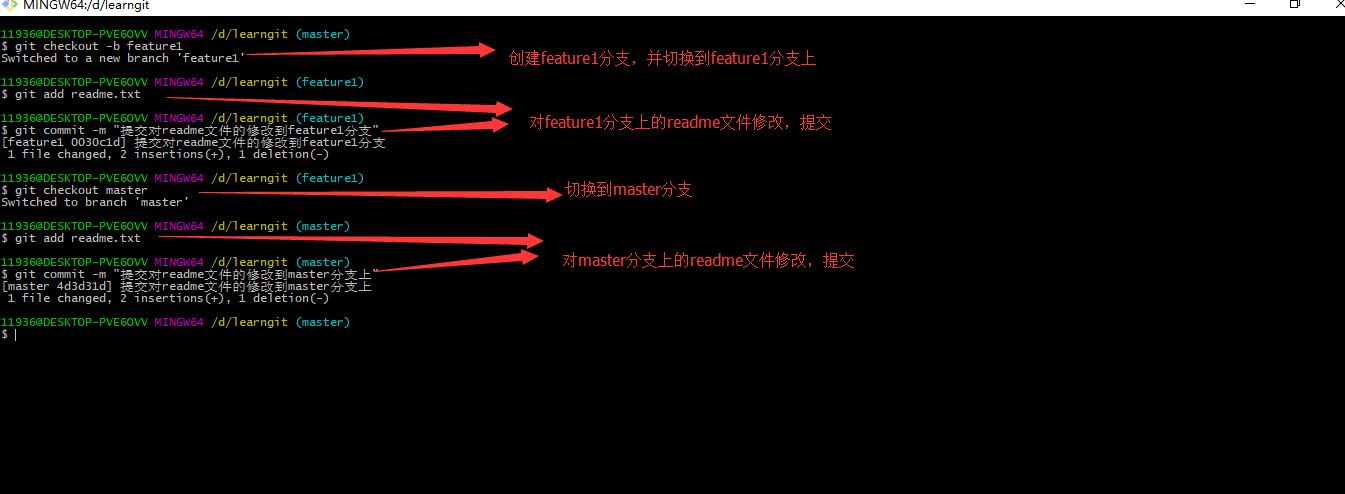 MINGW64:/d/learngit
11936@DESKTOP-PVE6OVV MINGW64 /d/learngit (master)
$ git checkout -b feature1
Switched to a new branch 'feature1'
创建feature1分支，并切换到feature1分支上
11936@DESKTOP-PVE6OVV MINGW64 /d/learngit (feature1)
$ git add readme.txt
11936@DESKTOP-PVE6OVV MINGW64 /d/learngit (feature1)
对feature1分支上的readme文件修改，提交
$ git commit -m "提交对readme文件的修改到feature1分支"
[feature1 0030c1d] 提交对readme文件的修改到feature1分支
1 file changed, 2 insertions(+), 1 deletion(-)
11936@DESKTOP-PVE6OVV MINGW64 /d/learngit (feature1)
$ git checkout master
切换到master分支
Switched to branch 'master'
11936@DESKTOP-PVE6OVV MINGW64 /d/learngit (master)
$ git add readme.txt
11936@DESKTOP-PVE6OVV MINGW64 /d/learngit (master)
对master分支上的readme文件修改，提交
$ git commit -m "提交对readme文件的修改到master分支上"
[master 4d3d31d] 提交对readme文件的修改到master分支上
1 file changed, 2 insertions(+), 1 deletion(-)
11936@DESKTOP-PVE6OVV MINGW64 /d/learngit (master)
$